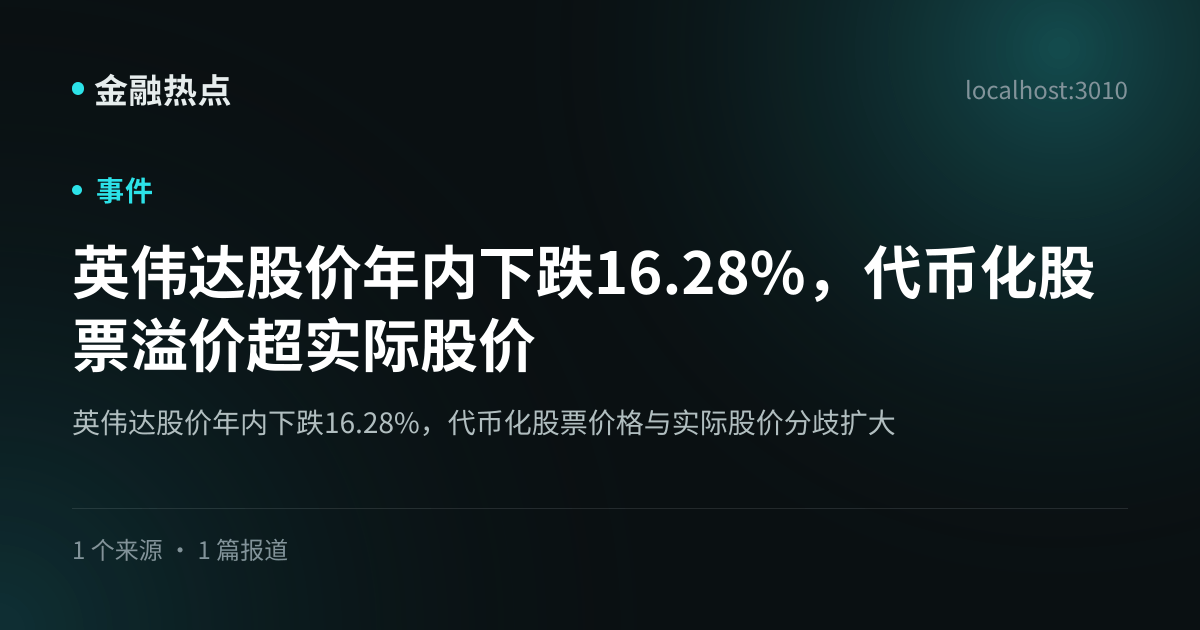 金融热点
localhost:3010
事件
英伟达股价年内下跌16.28%，代币化股
票溢价超实际股价
英伟达股价年内下跌16.28%，代币化股票价格与实际股价分歧扩大
1 个来源 · 1 篇报道